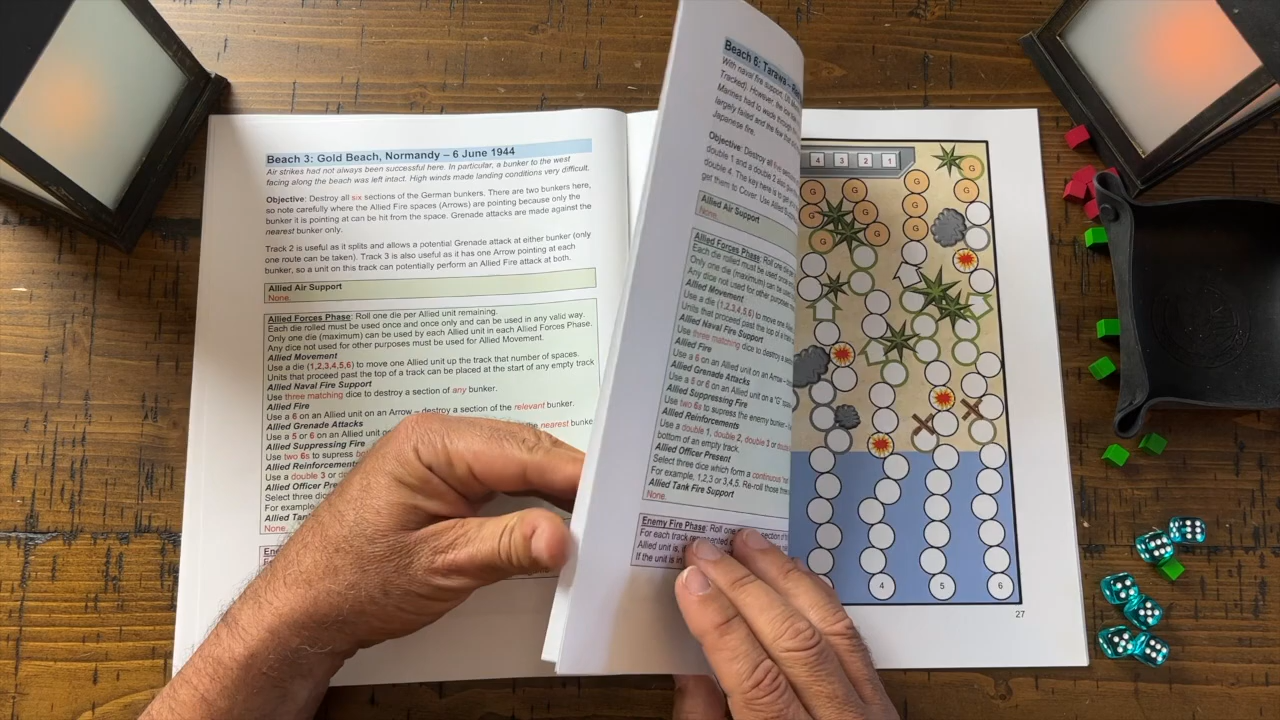 Beach 3: Gold Beach, Normandy – 6 June 1944
Air strikes had not always been successful here. In particular, a bunker to the west
facing along the beach was left intact. High winds made landing conditions very difficult.
Objective: Destroy all six sections of the German bunkers. There are two bunkers here,
so note carefully where the Allied Fire spaces (Arrows) are pointing because only the
bunker it is pointing at can be hit from the space. Grenade attacks are made against the
nearest bunker only.
Track 2 is useful as it splits and allows a potential Grenade attack at either bunker (only
one route can be taken). Track 3 is also useful as it has one Arrow pointing at each
bunker, so a unit on this track can potentially perform an Allied Fire attack at both.
Allied Air Support
None.
Allied Forces Phase: Roll one die per Allied unit remaining.
Each die rolled must be used once and once only and can be used in any valid way.
Only one die (maximum) can be used by each Allied unit in each Allied Forces Phase.
Any dice not used for other purposes must be used for Allied Movement.
Allied Movement
Use a die (1,2,3,4,5,6) to move one Allied unit up the track that number of spaces.
Units that proceed past the top of a track can be placed at the start of any empty track
Allied Naval Fire Support
Use three matching dice to destroy a section of any bunker.
Allied Fire
Use a 6 on an Allied unit on an Arrow – destroy a section of the relevant bunker.
Allied Grenade Attacks
Use a 5 or 6 on an Allied unit on the nearest bunke
Allied Suppressing Fire
Use two 6s to supress
Allied Reinforcements
Use a double 3 or
Allied Officer Pre
Select three dice
For example
Allied Tan
None.
Beach 6: Tarawa –
With naval fire support, US
Tracked). However, the
Marines had to wade through
largely failed and the few that
Japanese fire.
Objective: Destroy all five
double 1 and a double 2 also
double 4. The key here is to get
get them to Cover. Use Allied
Allied Air Support
None.
Allied Forces Phase: Roll one die
Each die rolled must be used once
Only one die (maximum) can be used
Any dice not used for other purposes
Allied Movement
Use a die (1,2,3,4,5,6) to move one
Units that proceed past the top of a
Allied Naval Fire Support
Use three matching dice to destroy a
Allied Fire
Use a 6 on an Allied unit on an Arrow
Allied Grenade Attacks
Use a 5 or 6 on an Allied unit on a "G"
Allied Suppressing Fire
Use two 6s to supress the enemy bunker
Allied Reinforcements
Use a double 1, double 2, double 3 or
bottom of an empty track.
Allied Officer Present
Select three dice which form a continuous
For example, 1,2,3 or 3,4,5. Re-roll those
Allied Tank Fire Support
None.
Enemy Fire Phase: Roll one section
For each track represented
Allied unit is,
If the unit is in
4 3 2 1
G G G G G G G G G G
4 5 6
27